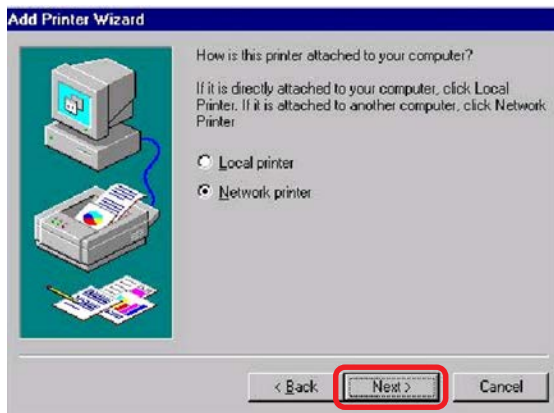 Add Printer Wizard
How is this printer attached to your computer?
If it is directly attached to your computer, click Local
Printer. If it is attached to another computer, click Network
Printer
Local printer
Network printer
< Back
Next >
Cancel